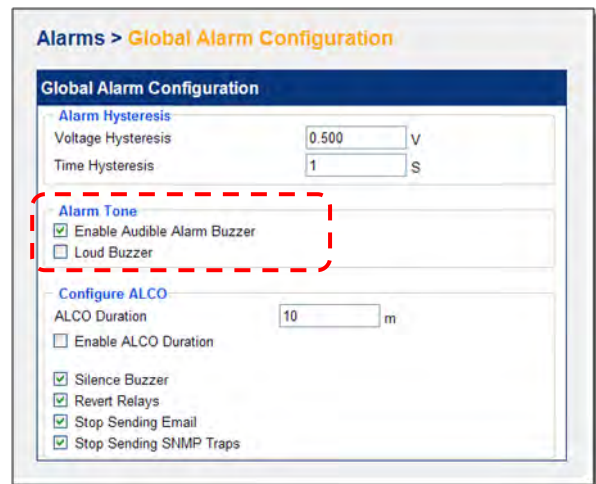 Alarms > Global Alarm Configuration
Global Alarm Configuration
Alarm Hysteresis
Voltage Hysteresis 0.500 V
Time Hysteresis 1 S
Alarm Tone
Enable Audible Alarm Buzzer
Loud Buzzer
Configure ALCO
ALCO Duration 10 m
Enable ALCO Duration
Silence Buzzer
Revert Relays
Stop Sending Email
Stop Sending SNMP Traps